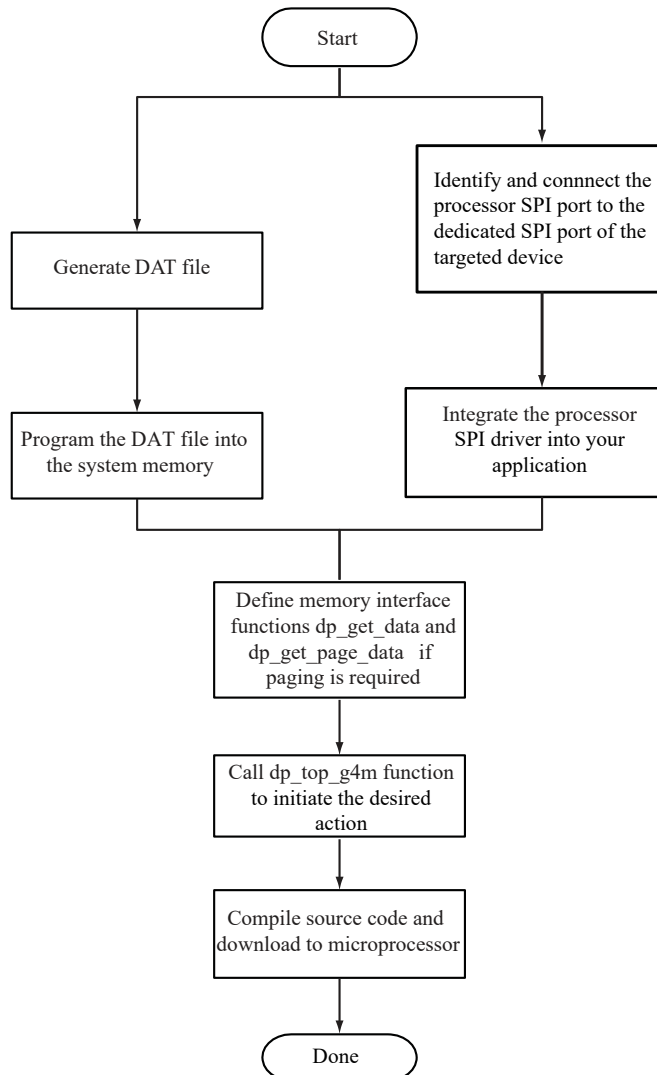 Start
Identify and connnect the
processor SPI port to the
dedicated SPI port of the
targeted device
Generate DAT file
Program the DAT file into
the system memory
Integrate the processor
SPI driver into your
application
Define memory interface
functions dp_get_data and
dp_get_page_data if
paging is required
Call dp_top_g4m function
to initiate the desired
action
Compile source code and
download to microprocessor
Done